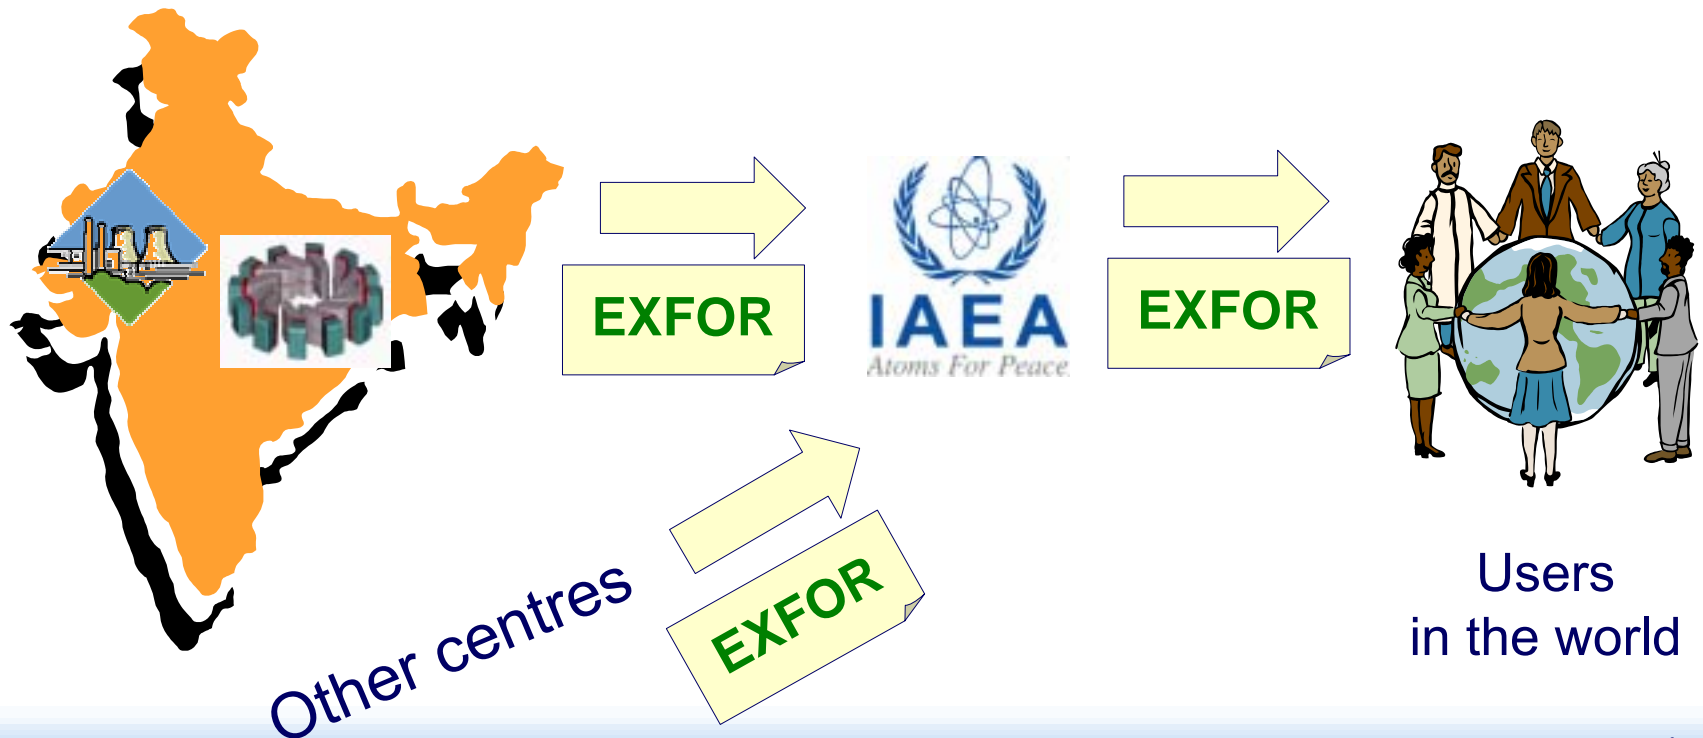 EXFOR
IAEA
Atoms For Peace
EXFOR
Other centres
EXFOR
Users
in the world